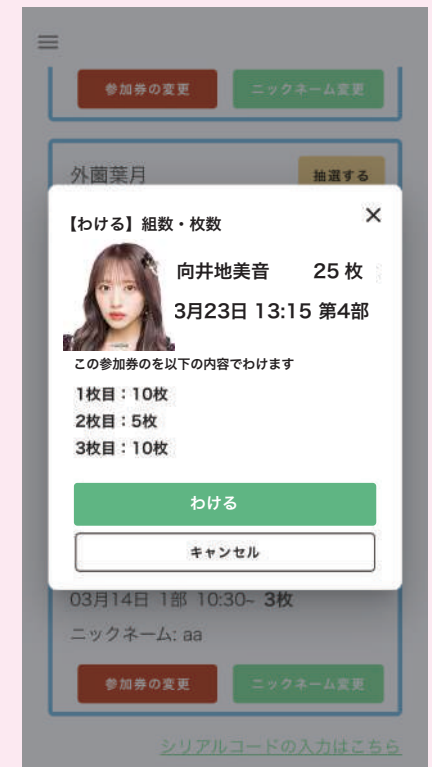 参加券の変更
ニックネーム変更
外薗葉月
抽選する
【わける】組数・枚数
×
向井地美音 25 枚
3月23日 13:15 第4部
この参加券のを以下の内容でわけます
1枚目：10枚
2枚目：5枚
3枚目：10枚
わける
キャンセル
03月14日 1部 10:30~ 3枚
ニックネーム: aa
参加券の変更
ニックネーム変更
シリアルコードの入力はこちら